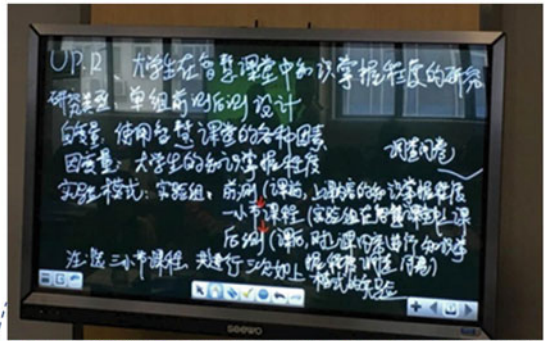 UP.2、大学生在智慧课堂中知识掌握程度的研究
研究类型：单组前测后测设计
自变量：使用智慧课堂的各种因素
因变量：大学生的知识掌握程度
调查问卷
实验模式：实验组：前测（课前，上课内容的知识掌握程度
一小节课程（实验组在智慧课堂上课
后测（课后，对上课内容进行知识掌
握程度调查问卷）
注：选三小节课程，共进行三次如上
格式的实验
seewo